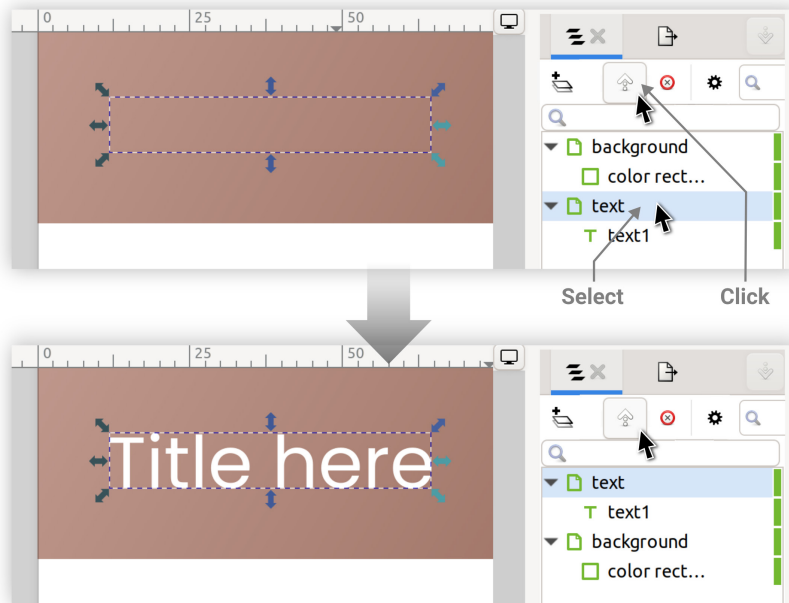 0 25 50
background
color rect...
text
text1
Select Click
0 25 50
Title here
text
text1
background
color rect...